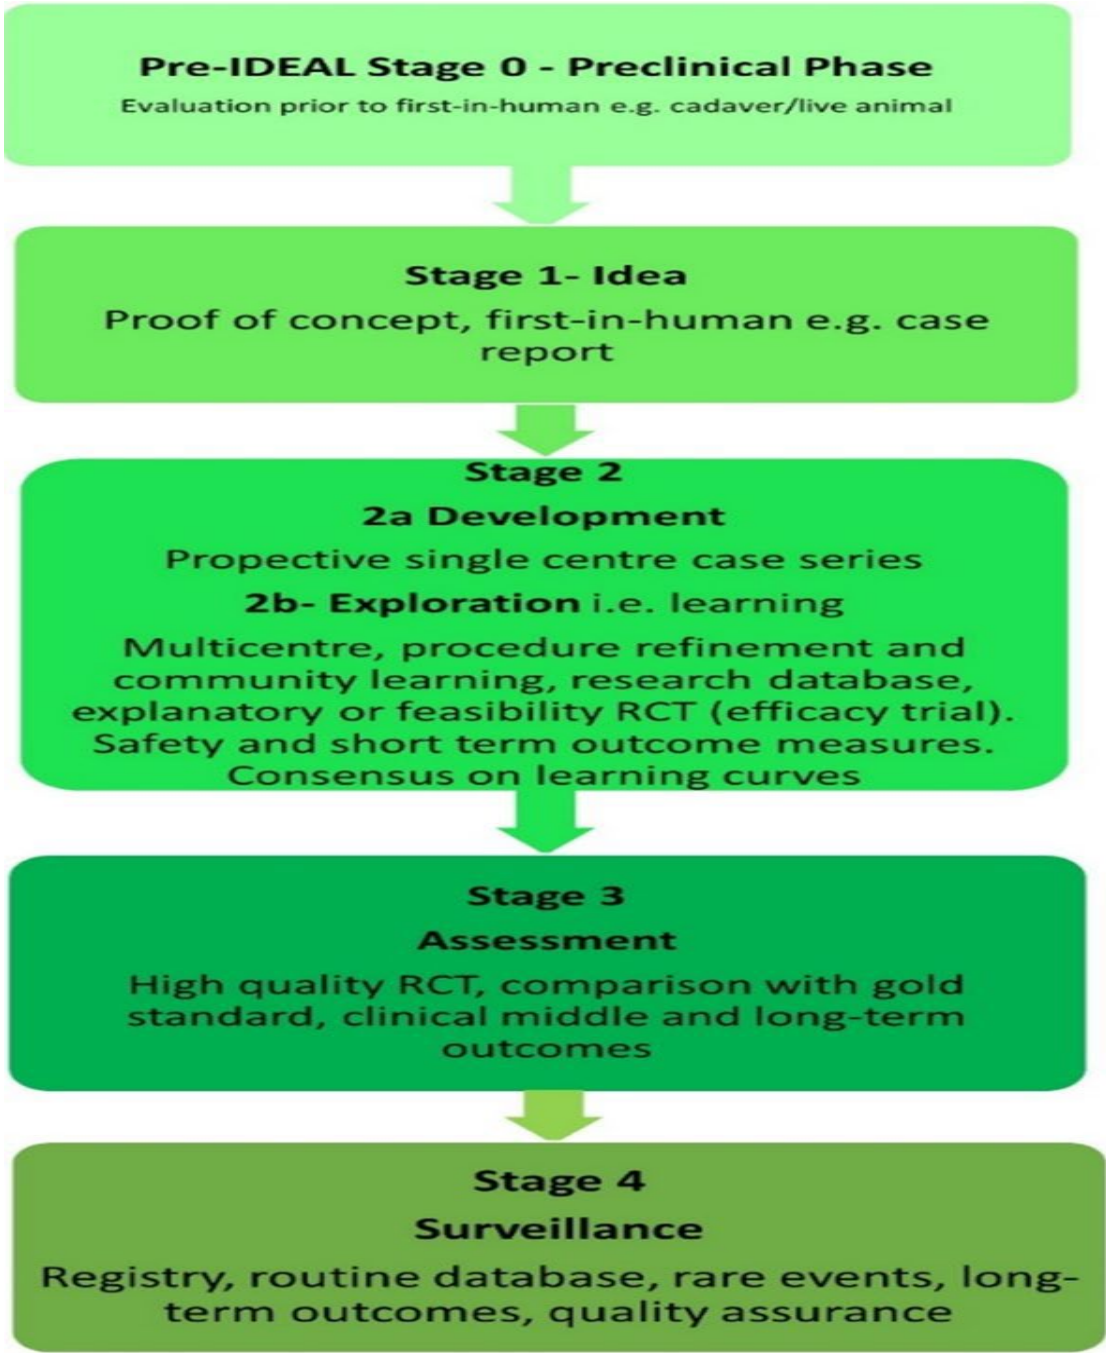 Pre-IDEAL Stage 0 - Preclinical Phase
Evaluation prior to first-in-human e.g. cadaver/live animal
Stage 1- Idea
Proof of concept, first-in-human e.g. case
report
Stage 2
2a Development
Propective single centre case series
2b- Exploration i.e. learning
Multicentre, procedure refinement and
community learning, research database,
explanatory or feasibility RCT (efficacy trial).
Safety and short term outcome measures.
Consensus on learning curves
Stage 3
Assessment
High quality RCT, comparison with gold
standard, clinical middle and long-term
outcomes
Stage 4
Surveillance
Registry, routine database, rare events, long-
term outcomes, quality assurance